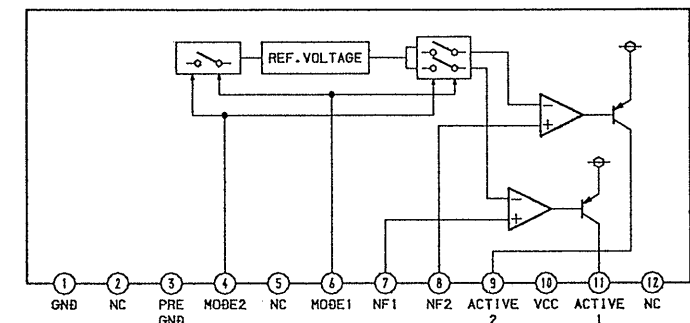 REF.VOLTAGE
1 2 3 4 5 6 7 8 9 10 11 12
GND NC PRE GND MODE2 NC MODE1 NF1 NF2 ACTIVE 2 VCC ACTIVE 1 NC